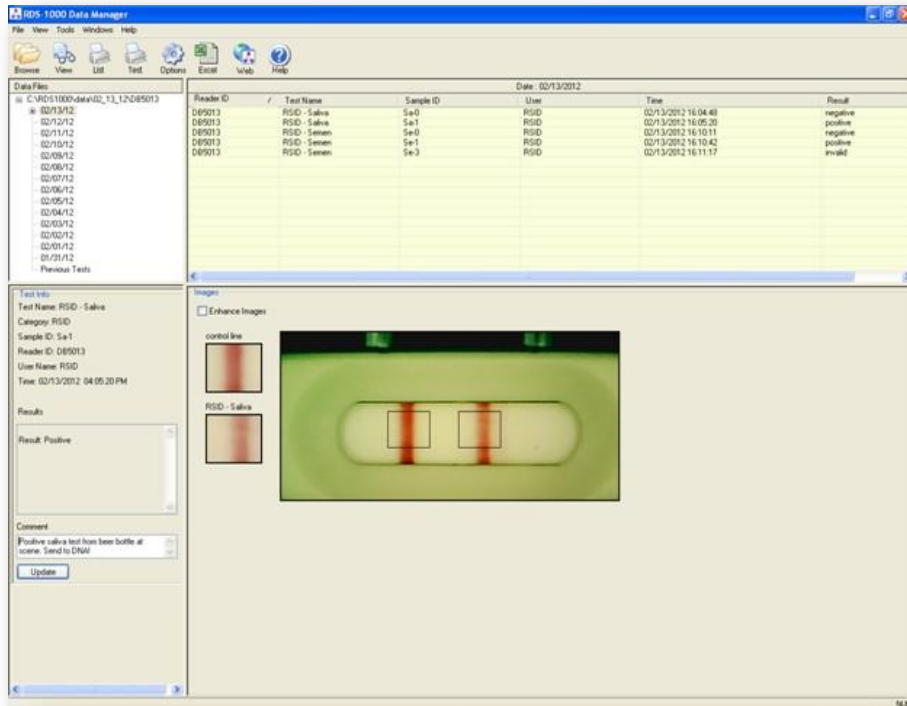 RDS-1000 Data Manager
File View Tools Windows Help
Browse View List Test Options Excel Web Help
Data Files
Date : 02/13/2012
C:\RDS1000\data\02_13_12\DB5013
02/13/12
02/12/12
02/11/12
02/10/12
02/09/12
02/08/12
02/07/12
02/06/12
02/05/12
02/04/12
02/03/12
02/02/12
02/01/12
01/31/12
Previous Tests
Reader ID / Test Name Sample ID User Time Result
DB5013 RSID - Saliva Sa-0 RSID 02/13/2012 16:04:48 negative
DB5013 RSID - Saliva Sa-1 RSID 02/13/2012 16:05:20 positive
DB5013 RSID - Semen Se-0 RSID 02/13/2012 16:10:11 negative
DB5013 RSID - Semen Se-1 RSID 02/13/2012 16:10:42 positive
DB5013 RSID - Semen Se-3 RSID 02/13/2012 16:11:17 invalid
Test Info
Test Name: RSID - Saliva
Category: RSID
Sample ID: Sa-1
Reader ID: DB5013
User Name: RSID
Time: 02/13/2012 04:05:20 PM
Results
Result: Positive
Comment
Positive saliva test from beer bottle at
scene. Send to DNA!
Update
Images
Enhance Images
control line
RSID - Saliva